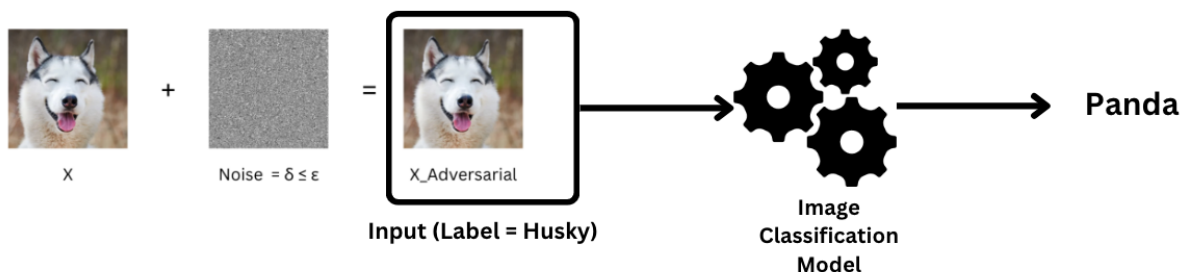 +
=
X
Noise = δ ≤ ε
X_Adversarial
Input (Label = Husky)
Image
Classification
Model
Panda